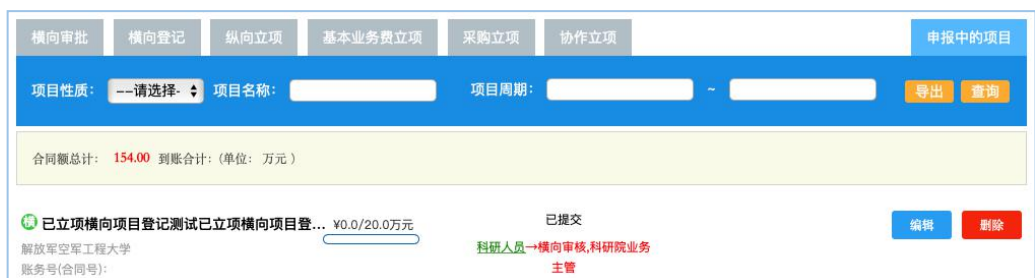 横向审批 横向登记 纵向立项 基本业务费立项 采购立项 协作立项 申报中的项目
项目性质: --请选择- 项目名称: 项目周期: ~ 导出 查询
合同额总计: 154.00 到账合计:(单位: 万元 )
横 已立项横向项目登记测试已立项横向项目登... ¥0.0/20.0万元 已提交 编辑 删除
解放军空军工程大学 科研人员→横向审核,科研院业务
账务号(合同号): 主管